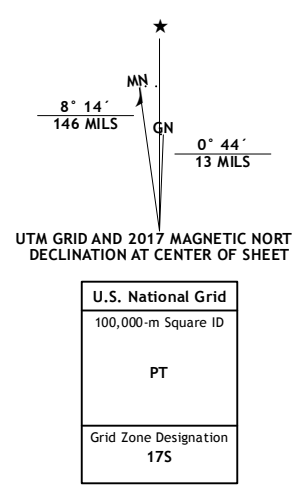 ★
MN
8° 14´
146 MILS
GN
0° 44´
13 MILS
UTM GRID AND 2017 MAGNETIC NORT
DECLINATION AT CENTER OF SHEET
U.S. National Grid
100,000-m Square ID
PT
Grid Zone Designation
17S